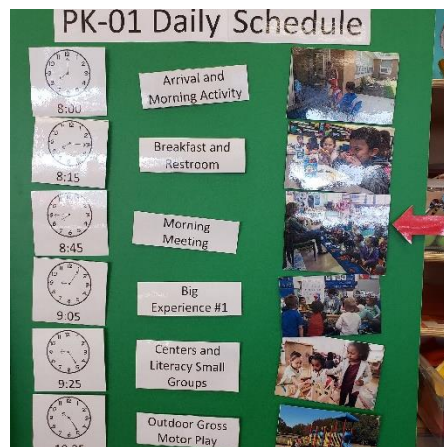 PK-01 Daily Schedule
8:00
Arrival and
Morning Activity
8:15
Breakfast and
Restroom
8:45
Morning
Meeting
9:05
Big
Experience #1
9:25
Centers and
Literacy Small
Groups
Outdoor Gross
Motor Play